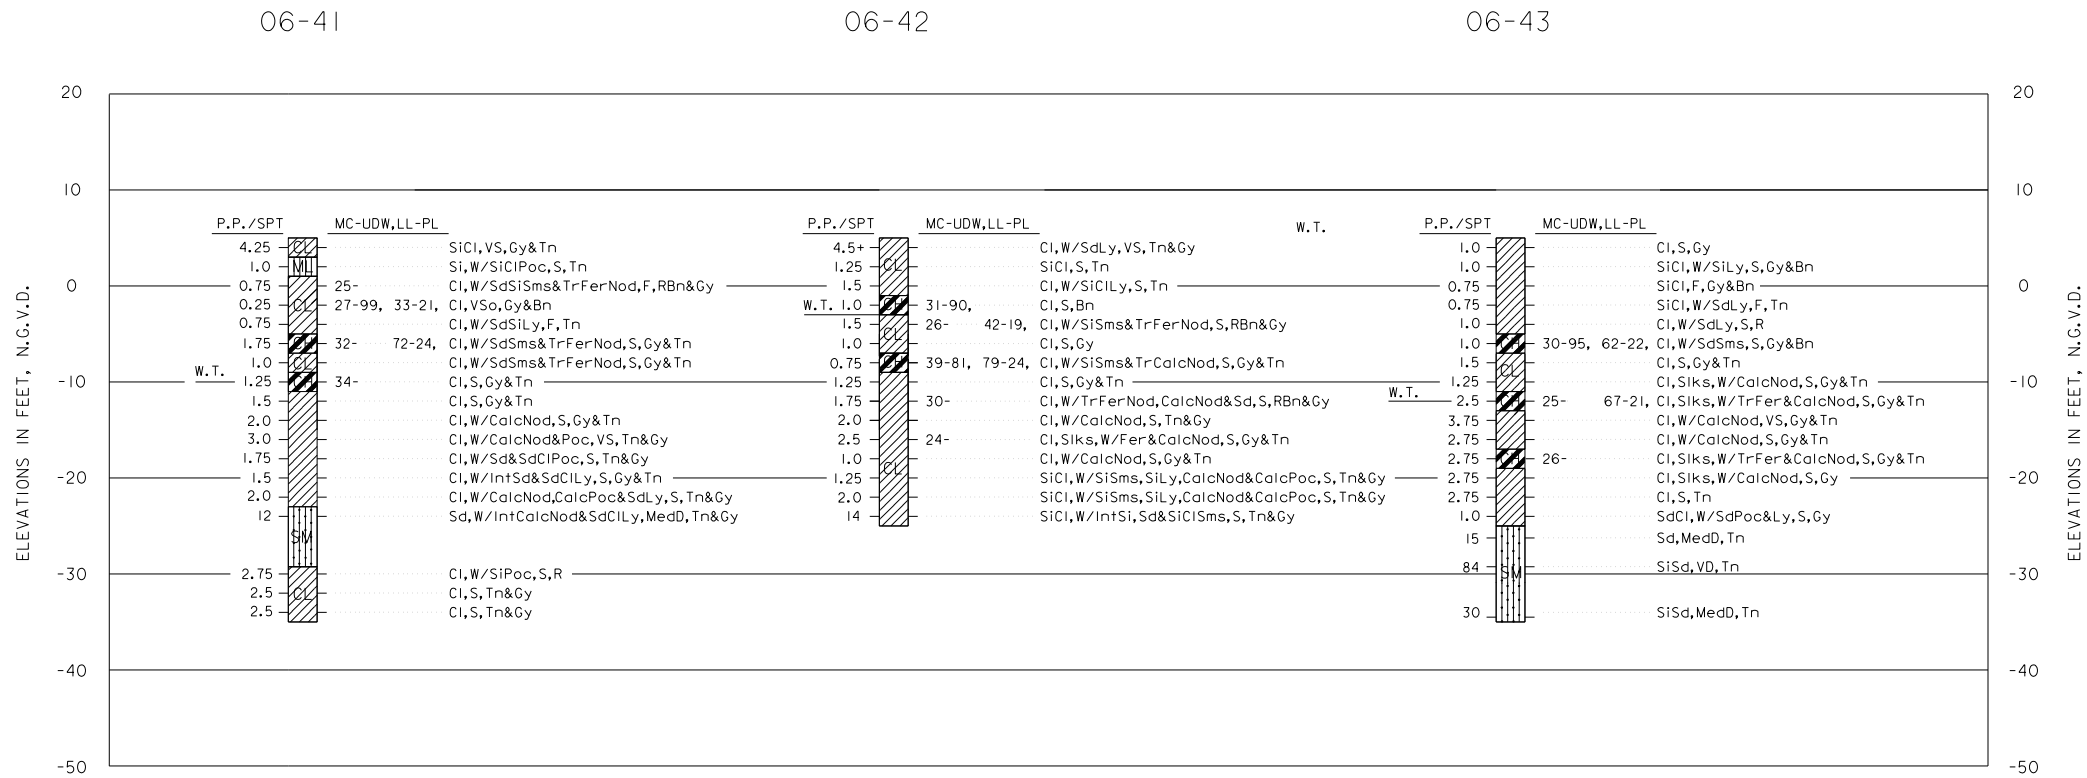 06-41 06-42 06-43
20 20
10 10
0 0
-10 -10
-20 -20
-30 -30
-40 -40
-50 -50
ELEVATIONS IN FEET, N.G.V.D.
P.P./SPT MC-UDW,LL-PL
4.25 CL SiCl,VS,Gy&Tn
1.0 ML Si,W/SiClPoc,S,Tn
0.75 25- Cl,W/SdSiSms&TrFerNod,F,RBn&Gy
0.25 CL 27-99, 33-21, Cl,VSo,Gy&Bn
0.75 Cl,W/SdSiLy,F,Tn
1.75 CH 32- 72-24, Cl,W/SdSms&TrFerNod,S,Gy&Tn
1.0 CL Cl,W/SdSms&TrFerNod,S,Gy&Tn
W.T.
1.25 CH 34- Cl,S,Gy&Tn
1.5 Cl,S,Gy&Tn
2.0 Cl,W/CalcNod,S,Gy&Tn
3.0 Cl,W/CalcNod&Poc,VS,Tn&Gy
1.75 Cl,W/Sd&SdClPoc,S,Tn&Gy
1.5 Cl,W/IntSd&SdClLy,S,Gy&Tn
2.0 Cl,W/CalcNod,CalcPoc&SdLy,S,Tn&Gy
12 Sd,W/IntCalcNod&SdClLy,MedD,Tn&Gy
SM
2.75 Cl,W/SiPoc,S,R
2.5 CL Cl,S,Tn&Gy
2.5 Cl,S,Tn&Gy
P.P./SPT MC-UDW,LL-PL
4.5+ Cl,W/SdLy,VS,Tn&Gy
1.25 CL SiCl,S,Tn
1.5 Cl,W/SiClLy,S,Tn
W.T. 1.0 CH 31-90, Cl,S,Bn
1.5 CL 26- 42-19, Cl,W/SiSms&TrFerNod,S,RBn&Gy
1.0 Cl,S,Gy
0.75 CH 39-81, 79-24, Cl,W/SiSms&TrCalcNod,S,Gy&Tn
1.25 Cl,S,Gy&Tn
1.75 30- Cl,W/TrFerNod,CalcNod&Sd,S,RBn&Gy
2.0 Cl,W/CalcNod,S,Tn&Gy
2.5 24- Cl,Slks,W/Fer&CalcNod,S,Gy&Tn
1.0 CL Cl,W/CalcNod,S,Gy&Tn
1.25 SiCl,W/SiSms,SiLy,CalcNod&CalcPoc,S,Tn&Gy
2.0 SiCl,W/SiSms,SiLy,CalcNod&CalcPoc,S,Tn&Gy
14 SiCl,W/IntSi,Sd&SiClSms,S,Tn&Gy
W.T.
P.P./SPT MC-UDW,LL-PL
1.0 Cl,S,Gy
1.0 SiCl,W/SiLy,S,Gy&Bn
0.75 SiCl,F,Gy&Bn
0.75 SiCl,W/SdLy,F,Tn
1.0 Cl,W/SdLy,S,R
1.0 CH 30-95, 62-22, Cl,W/SdSms,S,Gy&Bn
1.5 CL Cl,S,Gy&Tn
1.25 Cl,Slks,W/CalcNod,S,Gy&Tn
W.T. 2.5 CH 25- 67-21, Cl,Slks,W/TrFer&CalcNod,S,Gy&Tn
3.75 Cl,W/CalcNod,VS,Gy&Tn
2.75 Cl,W/CalcNod,S,Gy&Tn
2.75 CH 26- Cl,Slks,W/TrFer&CalcNod,S,Gy&Tn
2.75 Cl,Slks,W/CalcNod,S,Gy
2.75 Cl,S,Tn
1.0 SdCl,W/SdPoc&Ly,S,Gy
15 Sd,MedD,Tn
84 SM SiSd,VD,Tn
30 SiSd,MedD,Tn
ELEVATIONS IN FEET, N.G.V.D.